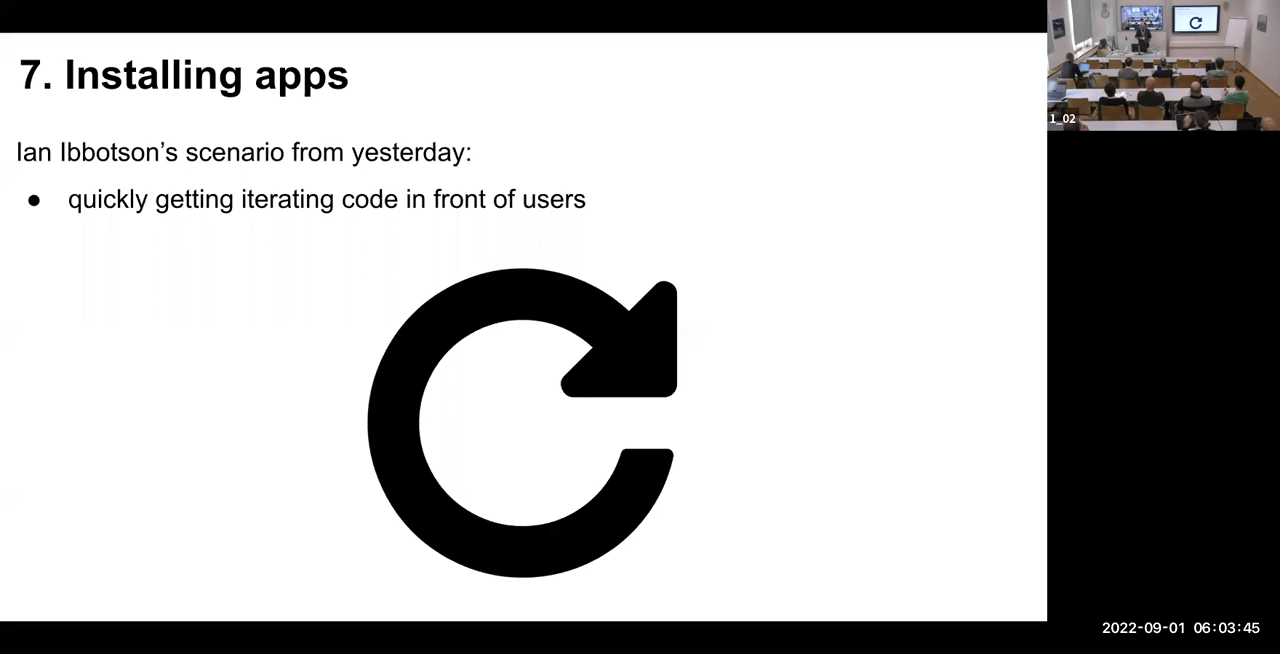 7. Installing apps
Ian Ibbotson’s scenario from yesterday:
● quickly getting iterating code in front of users
1_02
2022-09-01 06:03:45